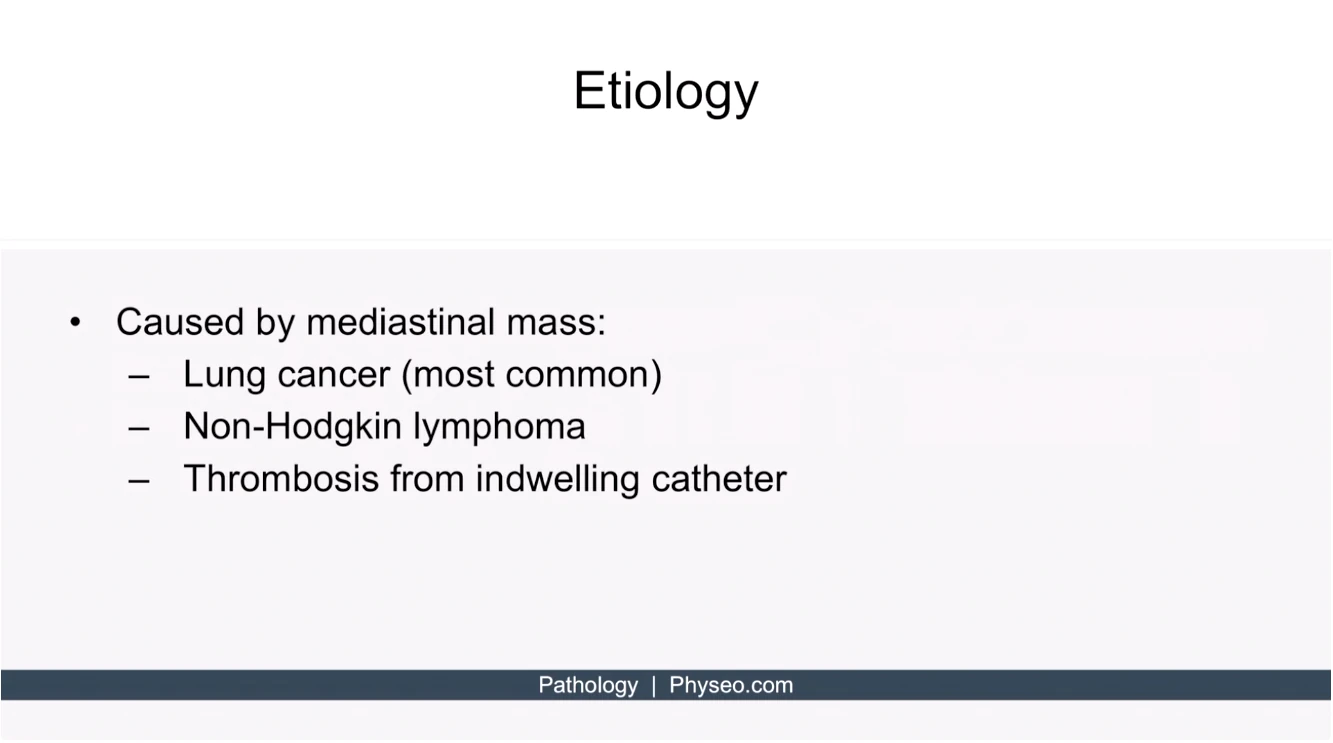 Etiology
• Caused by mediastinal mass:
– Lung cancer (most common)
– Non-Hodgkin lymphoma
– Thrombosis from indwelling catheter
Pathology | Physeo.com